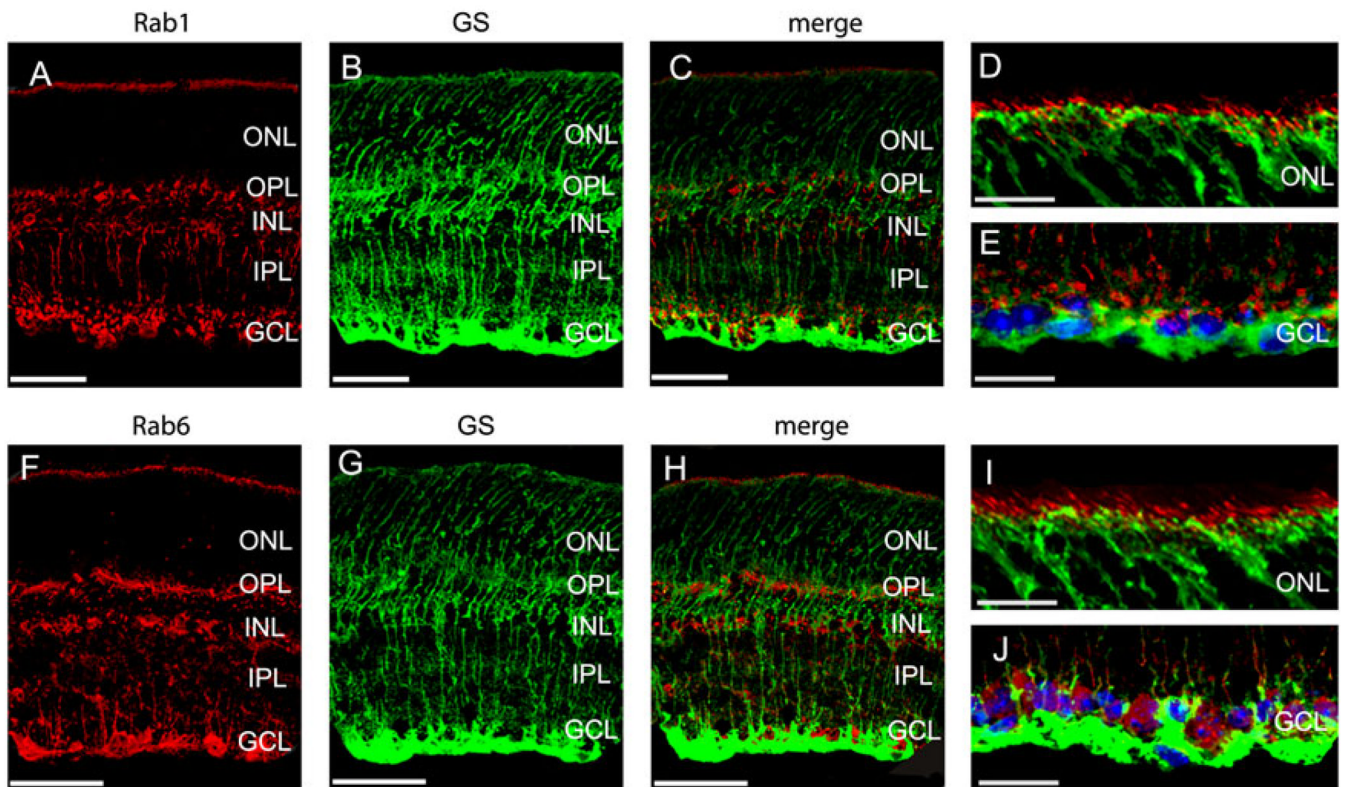 Rab1 GS merge
A B C D
ONL ONL ONL ONL
OPL OPL OPL
INL INL INL E
IPL IPL IPL
GCL GCL GCL GCL
Rab6 GS merge
F G H I
ONL ONL ONL ONL
OPL OPL OPL
INL INL INL J
IPL IPL IPL
GCL GCL GCL GCL